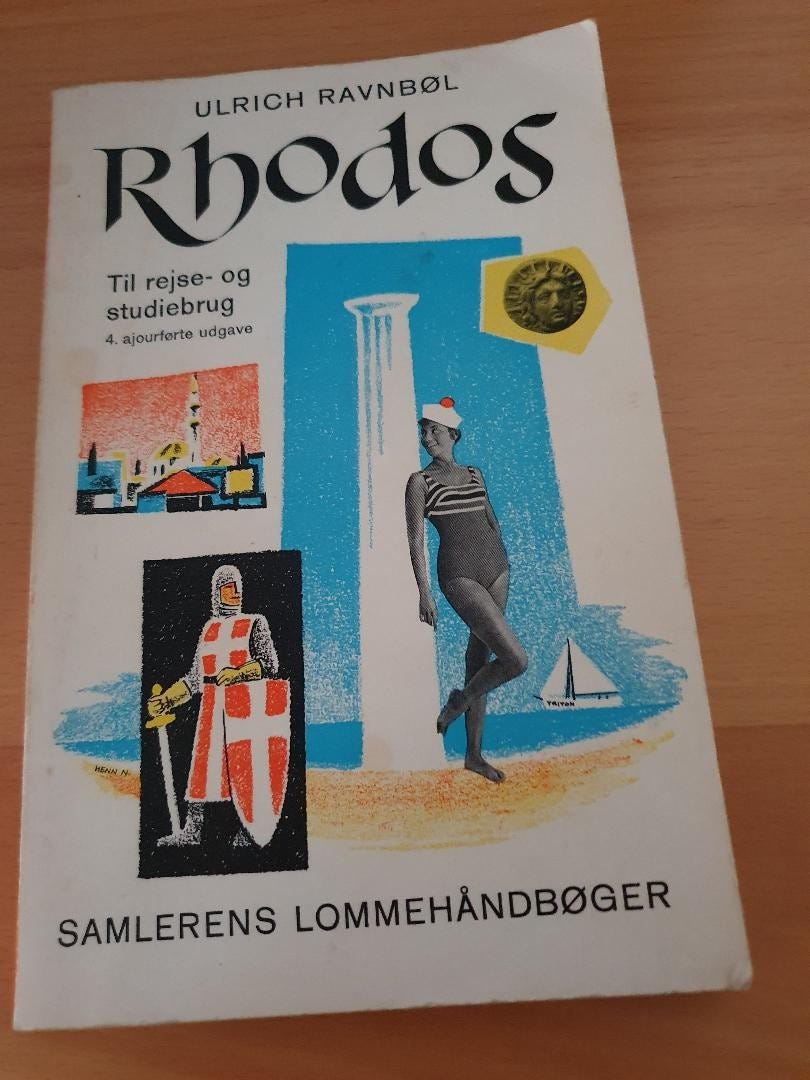 ULRICH RAVNBØL
Rhodos
Til rejse- og
studiebrug
4. ajourførte udgave
TRITON
HENN N.
SAMLERENS LOMMEHÅNDBØGER